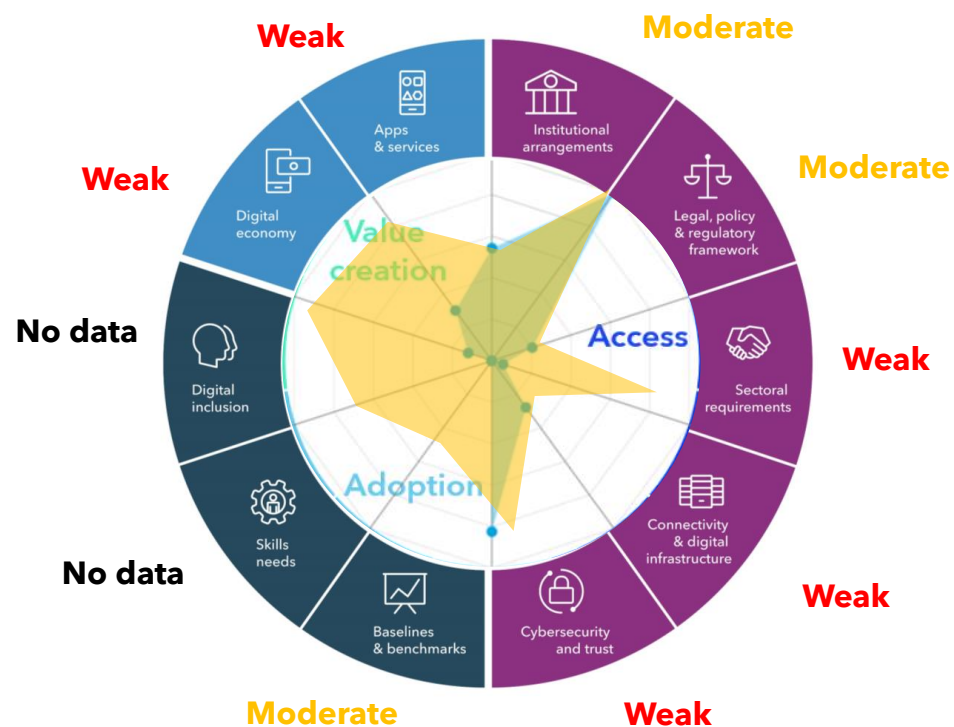 Weak
Moderate
Apps
& services
Institutional
arrangements
Weak
Moderate
Digital
economy
Legal, policy
& regulatory
framework
Value
creation
No data
Access
Weak
Digital
inclusion
Sectoral
requirements
Adoption
Skills
needs
Connectivity
& digital
infrastructure
No data
Weak
Baselines
& benchmarks
Cybersecurity
and trust
Moderate
Weak